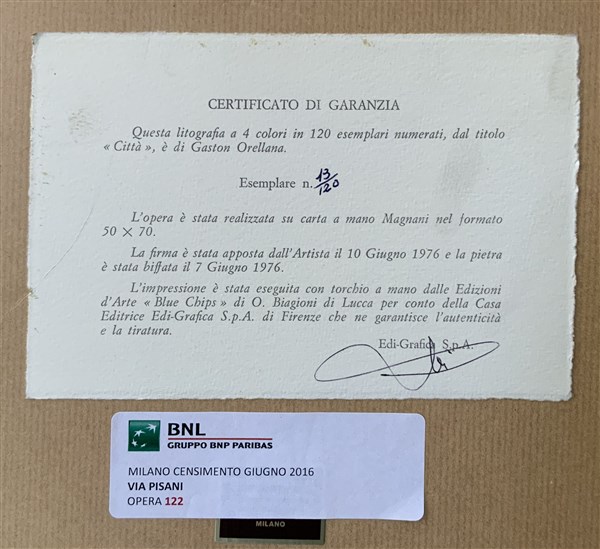 CERTIFICATO DI GARANZIA
Questa litografia a 4 colori in 120 esemplari numerati, dal titolo
« Città », è di Gaston Orellana.
Esemplare n. 13/120
L'opera è stata realizzata su carta a mano Magnani nel formato
50 × 70.
La firma è stata apposta dall'Artista il 10 Giugno 1976 e la pietra
è stata biffata il 7 Giugno 1976.
L'impressione è stata eseguita con torchio a mano dalle Edizioni
d'Arte « Blue Chips » di O. Biagioni di Lucca per conto della Casa
Editrice Edi-Grafica S.p.A. di Firenze che ne garantisce l'autenticità
e la tiratura.
Edi-Grafica S.p.A.
BNL
GRUPPO BNP PARIBAS
MILANO CENSIMENTO GIUGNO 2016
VIA PISANI
OPERA 122
MILANO